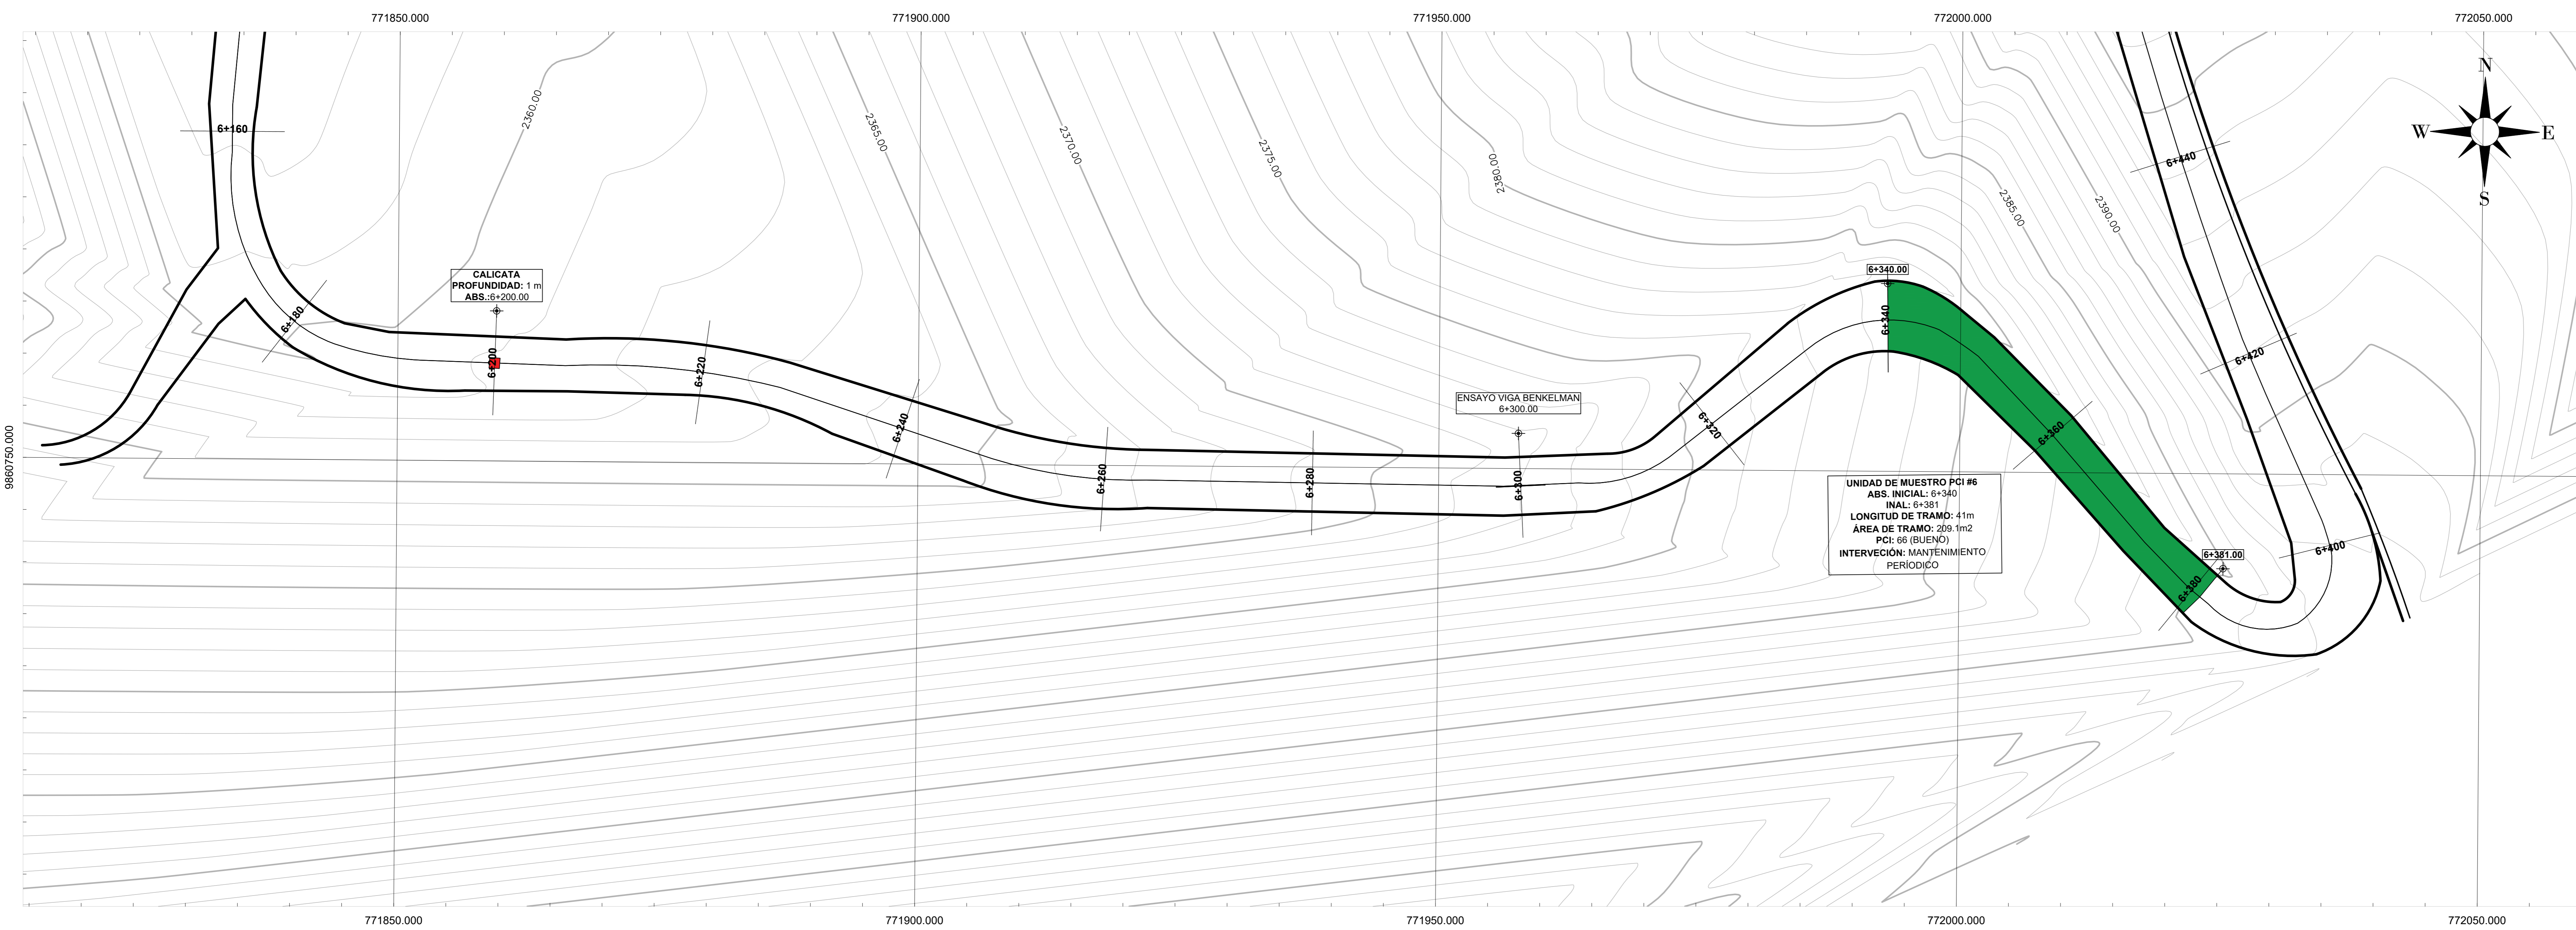 771850.000
771900.000
771950.000
772000.000
772050.000
N
W
E
S
6+160
2360.00
2365.00
2370.00
2375.00
2380.00
2385.00
2390.00
6+440
CALICATA
PROFUNDIDAD: 1 m
ABS.:6+200.00
6+180
6+200
6+220
6+240
6+260
6+280
ENSAYO VIGA BENKELMAN
6+300.00
6+300
6+320
6+340.00
6+340
6+360
6+420
6+400
6+381.00
6+380
UNIDAD DE MUESTRO PCI #6
ABS. INICIAL: 6+340
INAL: 6+381
LONGITUD DE TRAMO: 41m
ÁREA DE TRAMO: 209.1m2
PCI: 66 (BUENO)
INTERVECIÓN: MANTENIMIENTO
PERÍODICO
9860750.000
771850.000
771900.000
771950.000
772000.000
772050.000